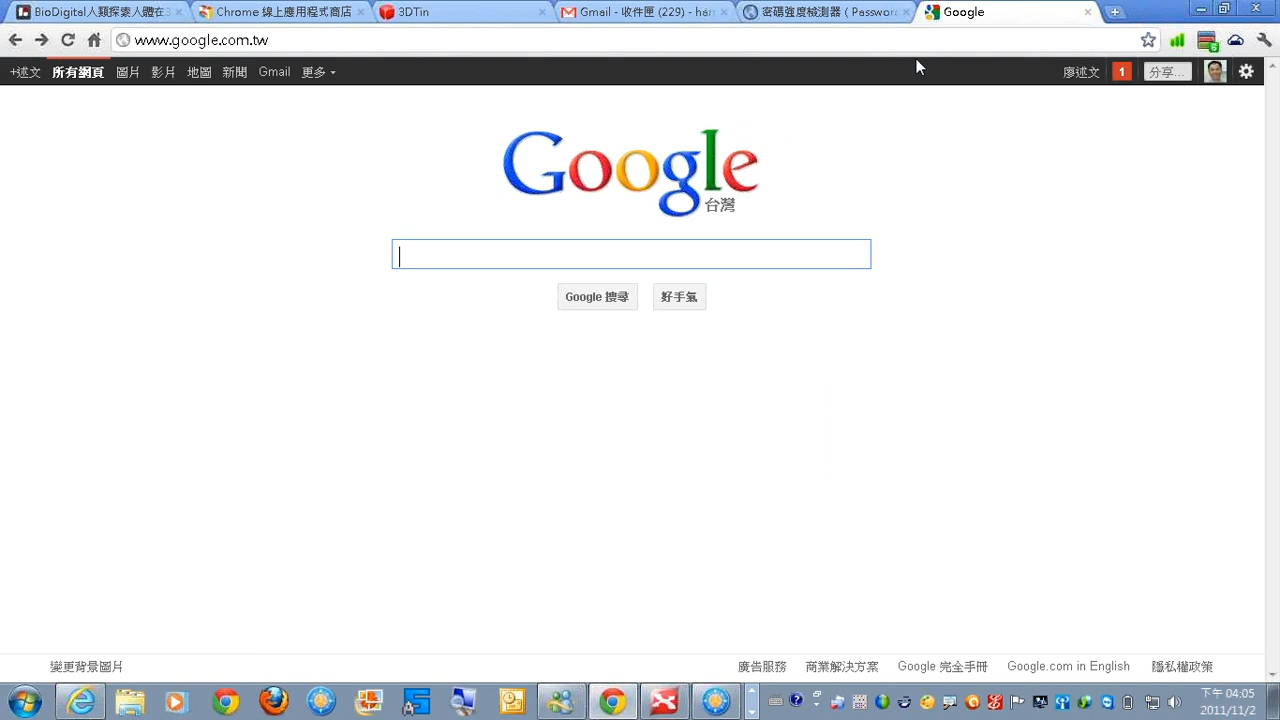 BioDigital人類探索人體在3
Chrome 線上應用程式商店
3DTin
Gmail - 收件匣 (229) - har
密碼強度檢測器 ( Password
Google
www.google.com.tw
+述文 所有網頁 圖片 影片 地圖 新聞 Gmail 更多
廖述文 1 分享...
Google
台灣
Google 搜尋 好手氣
變更背景圖片
廣告服務 商業解決方案 Google 完全手冊 Google.com in English 隱私權政策
下午 04:05
2011/11/2